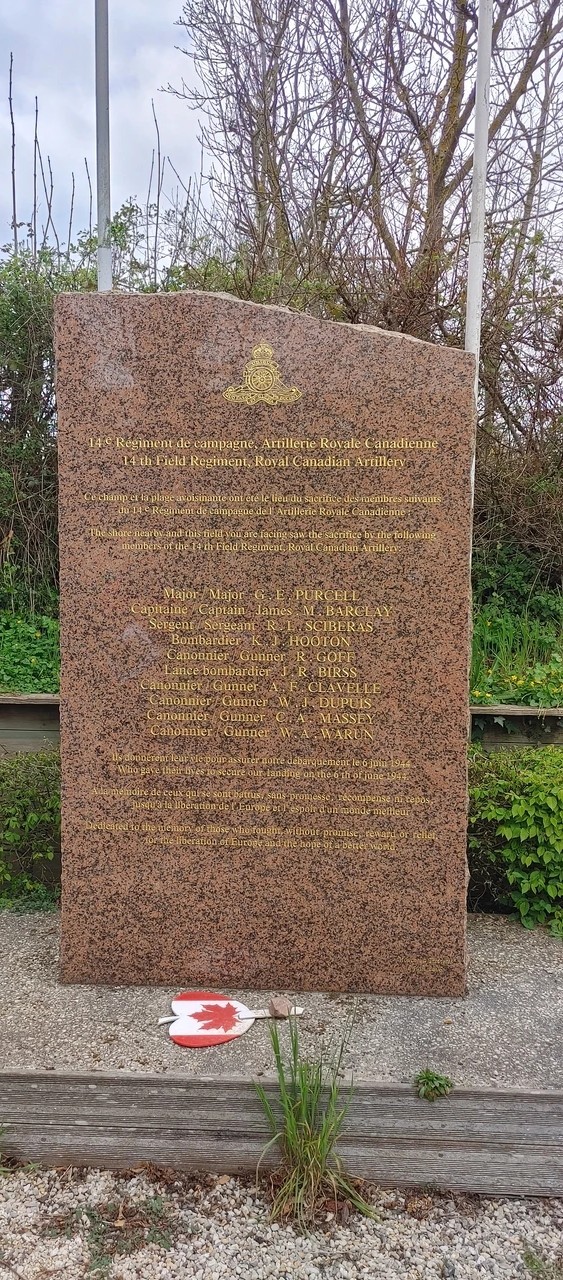 14.e Régiment de campagne, Artillerie Royale Canadienne
14 th Field Regiment, Royal Canadian Artillery
Ce champ et la plage avoisinante ont été le lieu du sacrifice des membres suivants
du 14.e Régiment de campagne de l'Artillerie Royale Canadienne :
The shore nearby and this field you are facing saw the sacrifice by the following
members of the 14 th Field Regiment, Royal Canadian Artillery:
Major / Major G. E. PURCELL
Capitaine / Captain James M. BARCLAY
Sergent / Sergeant R. L. SCIBERAS
Bombardier K. J. HOOTON
Canonnier / Gunner R. GOFF
Lance bombardier J. R. BIRSS
Canonnier / Gunner A. F. CLAVELLE
Canonnier / Gunner W. J. DUPUIS
Canonnier / Gunner C. A. MASSEY
Canonnier / Gunner W. A. WARUN
Ils donnèrent leur vie pour assurer notre débarquement le 6 juin 1944
Who gave their lives to secure our landing on the 6 th of june 1944
A la mémoire de ceux qui se sont battus, sans promesse, récompense ni repos,
jusqu'à la libération de l'Europe et l'espoir d'un monde meilleur
Dedicated to the memory of those who fought, without promise, reward or relief,
for the liberation of Europe and the hope of a better world